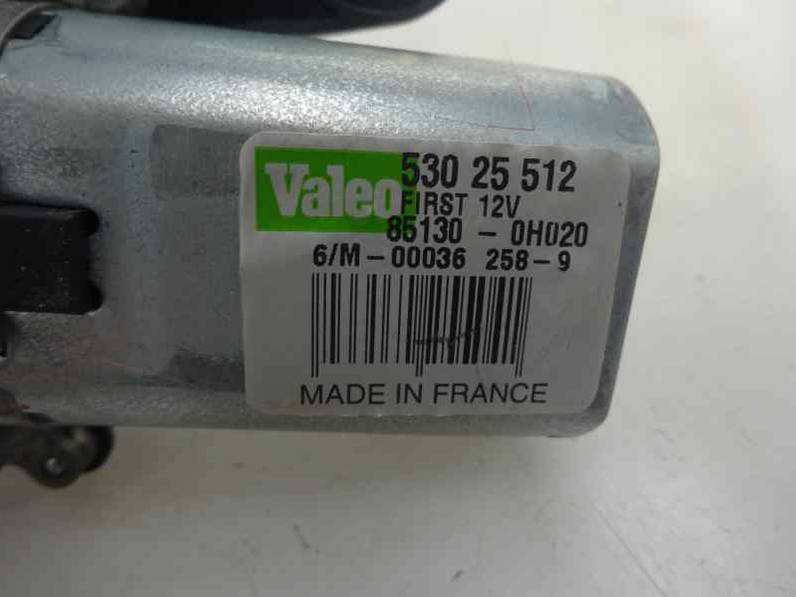 Valeo 530 25 512
FIRST 12V
85130 - 0H020
6/M-00036 258-9
MADE IN FRANCE